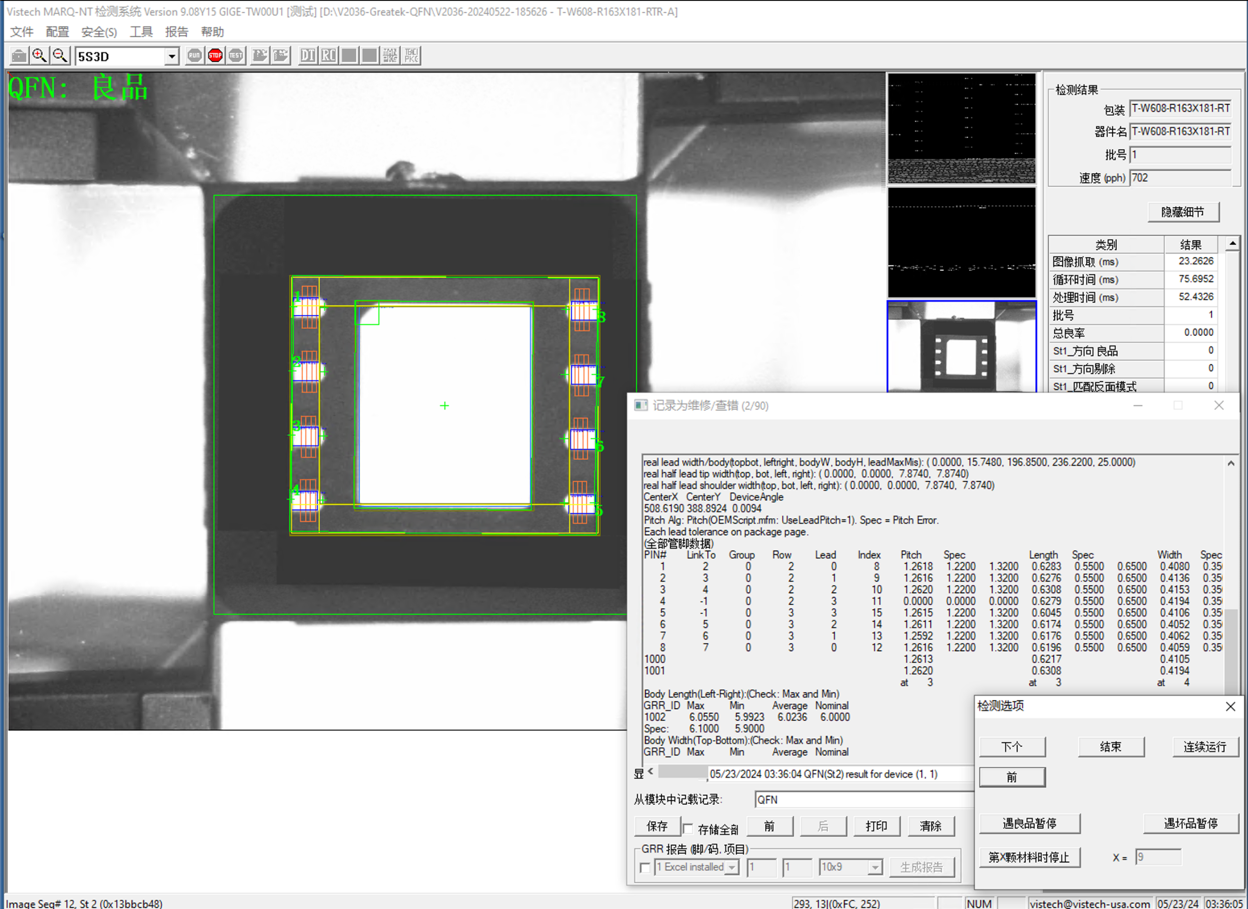 Vistech MARQ-NT 检测系统 Version 9.08Y15 GIGE-TW00U1 [测试] [D:\V2036-Greatek-QFN\V2036-20240522-185626 - T-W608-R163X181-RTR-A]
文件 配置 安全(S) 工具 报告 帮助
5S3D
RUN STOP TEST
DI RC
QFN: 良品
1
2
3
4
8
7
6
5
检测结果
包装 T-W608-R163X181-RT
器件名 T-W608-R163X181-RT
批号 1
速度 (pph) 702
隐藏细节
类别 结果
图像抓取 (ms) 23.2626
循环时间 (ms) 75.6952
处理时间 (ms) 52.4326
批号 1
总良率 0.0000
St1_方向 良品 0
St1_方向剔除 0
St1_匹配反面模式 0
记录为维修/查错 (2/90)
real lead width/body(topbot, leftright, bodyW, bodyH, leadMaxMis): ( 0.0000, 15.7480, 196.8500, 236.2200, 25.0000)
real half lead tip width(top, bot, left, right): ( 0.0000, 0.0000, 7.8740, 7.8740)
real half lead shoulder width(top, bot, left, right): ( 0.0000, 0.0000, 7.8740, 7.8740)
CenterX CenterY DeviceAngle
508.6190 388.8924 0.0094
Pitch Alg: Pitch(OEMScript.mfm: UseLeadPitch=1). Spec = Pitch Error.
Each lead tolerance on package page.
(全部管脚数据)
PIN# LinkTo Group Row Lead Index Pitch Spec Length Spec Width Spec
1 2 0 2 0 8 1.2618 1.2200 1.3200 0.6283 0.5500 0.6500 0.4080 0.35
2 3 0 2 1 9 1.2616 1.2200 1.3200 0.6276 0.5500 0.6500 0.4136 0.35
3 4 0 2 2 10 1.2620 1.2200 1.3200 0.6308 0.5500 0.6500 0.4153 0.35
4 -1 0 2 3 11 0.0000 0.0000 0.0000 0.6279 0.5500 0.6500 0.4194 0.35
5 -1 0 3 3 15 1.2615 1.2200 1.3200 0.6045 0.5500 0.6500 0.4106 0.35
6 5 0 3 2 14 1.2611 1.2200 1.3200 0.6174 0.5500 0.6500 0.4052 0.35
7 6 0 3 1 13 1.2592 1.2200 1.3200 0.6176 0.5500 0.6500 0.4062 0.35
8 7 0 3 0 12 1.2616 1.2200 1.3200 0.6196 0.5500 0.6500 0.4059 0.35
1000 1.2613 0.6217 0.4105
1001 1.2620 0.6308 0.4194
at 3 at 3 at 4
Body Length(Left-Right):(Check: Max and Min)
GRR_ID Max Min Average Nominal
1002 6.0550 5.9923 6.0236 6.0000
Spec: 6.1000 5.9000
Body Width(Top-Bottom):(Check: Max and Min)
GRR_ID Max Min Average Nominal
显 05/23/2024 03:36:04 QFN(St2) result for device (1, 1)
从模块中记载记录: QFN
保存 存储全部 前 后 打印 清除
GRR 报告 (脚/码, 项目)
1 Excel installed 1 1 10x9 生成报告
检测选项
下个 结束 连续运行
前
遇良品暂停 遇坏品暂停
第X颗材料时停止 X = 9
Image Seq# 12, St 2 (0x13bbcb48) 293, 13|(0xFC, 252) NUM vistech@vistech-usa.com 05/23/24 03:36:05